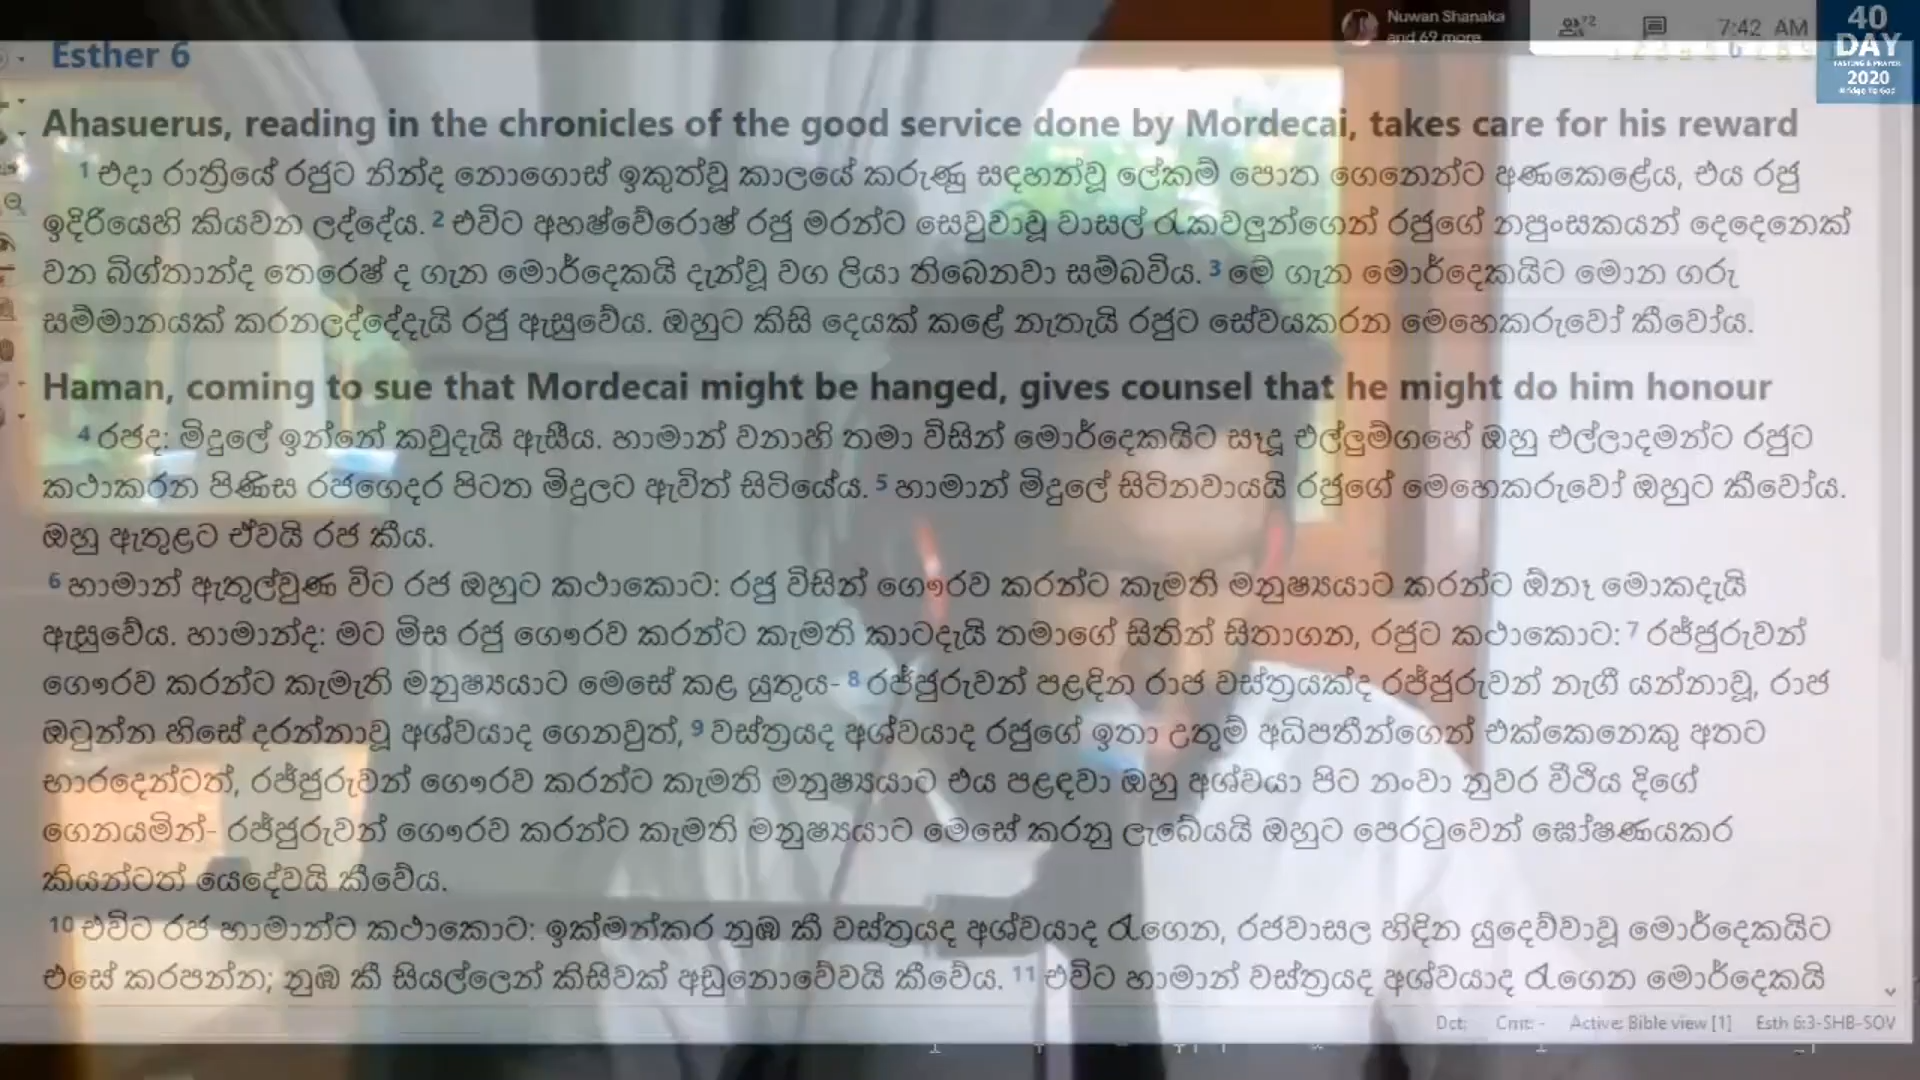 Nuwan Shanaka
and 69 more
72
7:42 AM
40
DAY
FASTING & PRAYER
2020
Bridge To God
Esther 6
Ahasuerus, reading in the chronicles of the good service done by Mordecai, takes care for his reward
1 එදා රාත්‍රියේ රජුට නින්ද නොගොස් ඉකුත්වූ කාලයේ කරුණු සඳහන්වූ ලේකම් පොත ගෙනෙන්ට අණකෙළේය, එය රජු
ඉදිරියෙහි කියවන ලද්දේය. 2 එවිට අහෂ්වේරොෂ් රජු මරන්ට සෙවුවාවූ වාසල් රැකවලුන්ගෙන් රජුගේ නපුංසකයන් දෙදෙනෙක්
වන බිග්තාන්ද තෙරෙෂ් ද ගැන මොර්දෙකයි දැන්වූ වග ලියා තිබෙනවා සම්බවිය. 3 මේ ගැන මොර්දෙකයිට මොන ගරු
සම්මානයක් කරනලද්දේදැයි රජු ඇසුවේය. ඔහුට කිසි දෙයක් කළේ නැතැයි රජුට සේවයකරන මෙහෙකරුවෝ කීවෝය.
Haman, coming to sue that Mordecai might be hanged, gives counsel that he might do him honour
4 රජද: මිදුලේ ඉන්නේ කවුදැයි ඇසීය. හාමාන් වනාහි තමා විසින් මොර්දෙකයිට සෑදූ එල්ලුම්ගහේ ඔහු එල්ලාදමන්ට රජුට
කථාකරන පිණිස රජගෙදර පිටත මිදුලට ඇවිත් සිටියේය. 5 හාමාන් මිදුලේ සිටිනවායයි රජුගේ මෙහෙකරුවෝ ඔහුට කීවෝය.
ඔහු ඇතුළට ඒවයි රජ කීය.
6 හාමාන් ඇතුල්වුණ විට රජ ඔහුට කථාකොට: රජු විසින් ගෞරව කරන්ට කැමති මනුෂ්‍යයාට කරන්ට ඕනෑ මොකදැයි
ඇසුවේය. හාමාන්ද: මට මිස රජු ගෞරව කරන්ට කැමති කාටදැයි තමාගේ සිතින් සිතාගන, රජුට කථාකොට: 7 රජ්ජුරුවන්
ගෞරව කරන්ට කැමැති මනුෂ්‍යයාට මෙසේ කළ යුතුය- 8 රජ්ජුරුවන් පළඳින රාජ වස්ත්‍රයක්ද රජ්ජුරුවන් නැගී යන්නාවූ, රාජ
ඔටුන්න හිසේ දරන්නාවූ අශ්වයාද ගෙනවුත්, 9 වස්ත්‍රයද අශ්වයාද රජුගේ ඉතා උතුම් අධිපතීන්ගෙන් එක්කෙනෙකු අතට
භාරදෙන්ටත්, රජ්ජුරුවන් ගෞරව කරන්ට කැමති මනුෂ්‍යයාට එය පළඳවා ඔහු අශ්වයා පිට නංවා නුවර වීථිය දිගේ
ගෙනයමින්- රජ්ජුරුවන් ගෞරව කරන්ට කැමති මනුෂ්‍යයාට මෙසේ කරනු ලැබේයයි ඔහුට පෙරටුවෙන් ඝෝෂණයකර
කියන්ටත් යෙදේවයි කීවේය.
10 එවිට රජ හාමාන්ට කථාකොට: ඉක්මන්කර නුඹ කී වස්ත්‍රයද අශ්වයාද රැගෙන, රජවාසල හිඳින යුදෙව්වාවූ මොර්දෙකයිට
එසේ කරපන්න; නුඹ කී සියල්ලෙන් කිසිවක් අඩුනොවේවයි කීවේය. 11 එවිට හාමාන් වස්ත්‍රයද අශ්වයාද රැගෙන මොර්දෙකයි
Dct: Cmt: - Active: Bible view [1] Esth 6:3-SHB-SOV